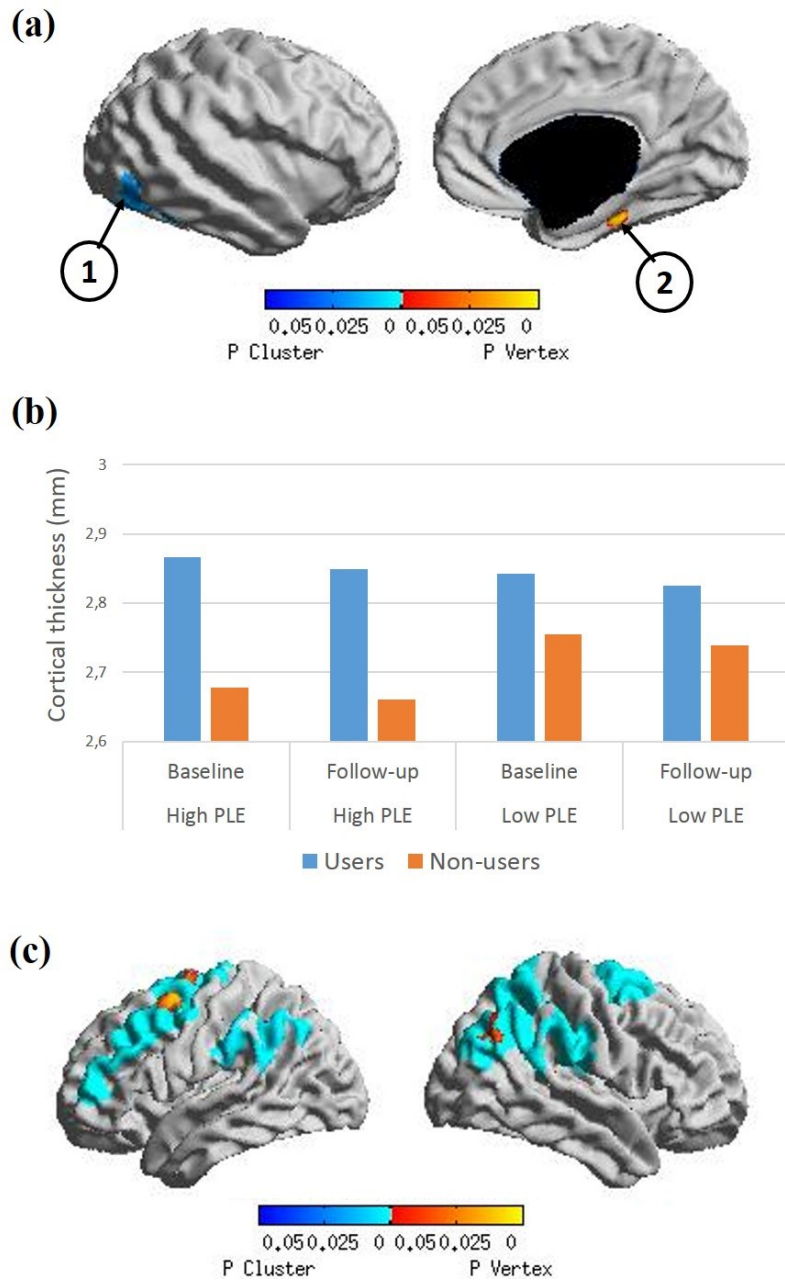 (a)
1
2
0.05 0.025 0 0.05 0.025 0
P Cluster P Vertex
(b)
Cortical thickness (mm)
3
2,9
2,8
2,7
2,6
Baseline Follow-up Baseline Follow-up
High PLE High PLE Low PLE Low PLE
Users Non-users
(c)
0.05 0.025 0 0.05 0.025 0
P Cluster P Vertex